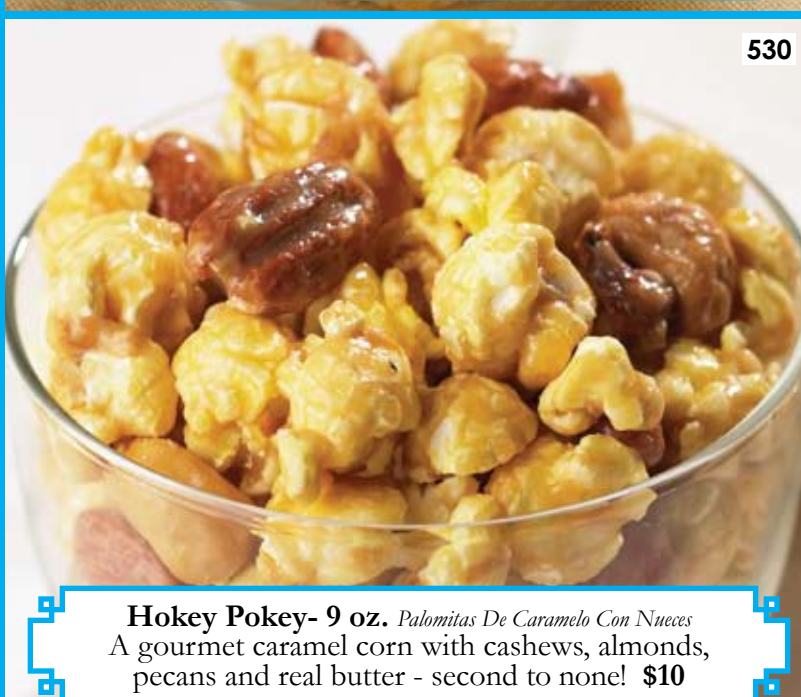 530
Hokey Pokey- 9 oz. Palomitas De Caramelo Con Nueces
A gourmet caramel corn with cashews, almonds,
pecans and real butter - second to none! $10